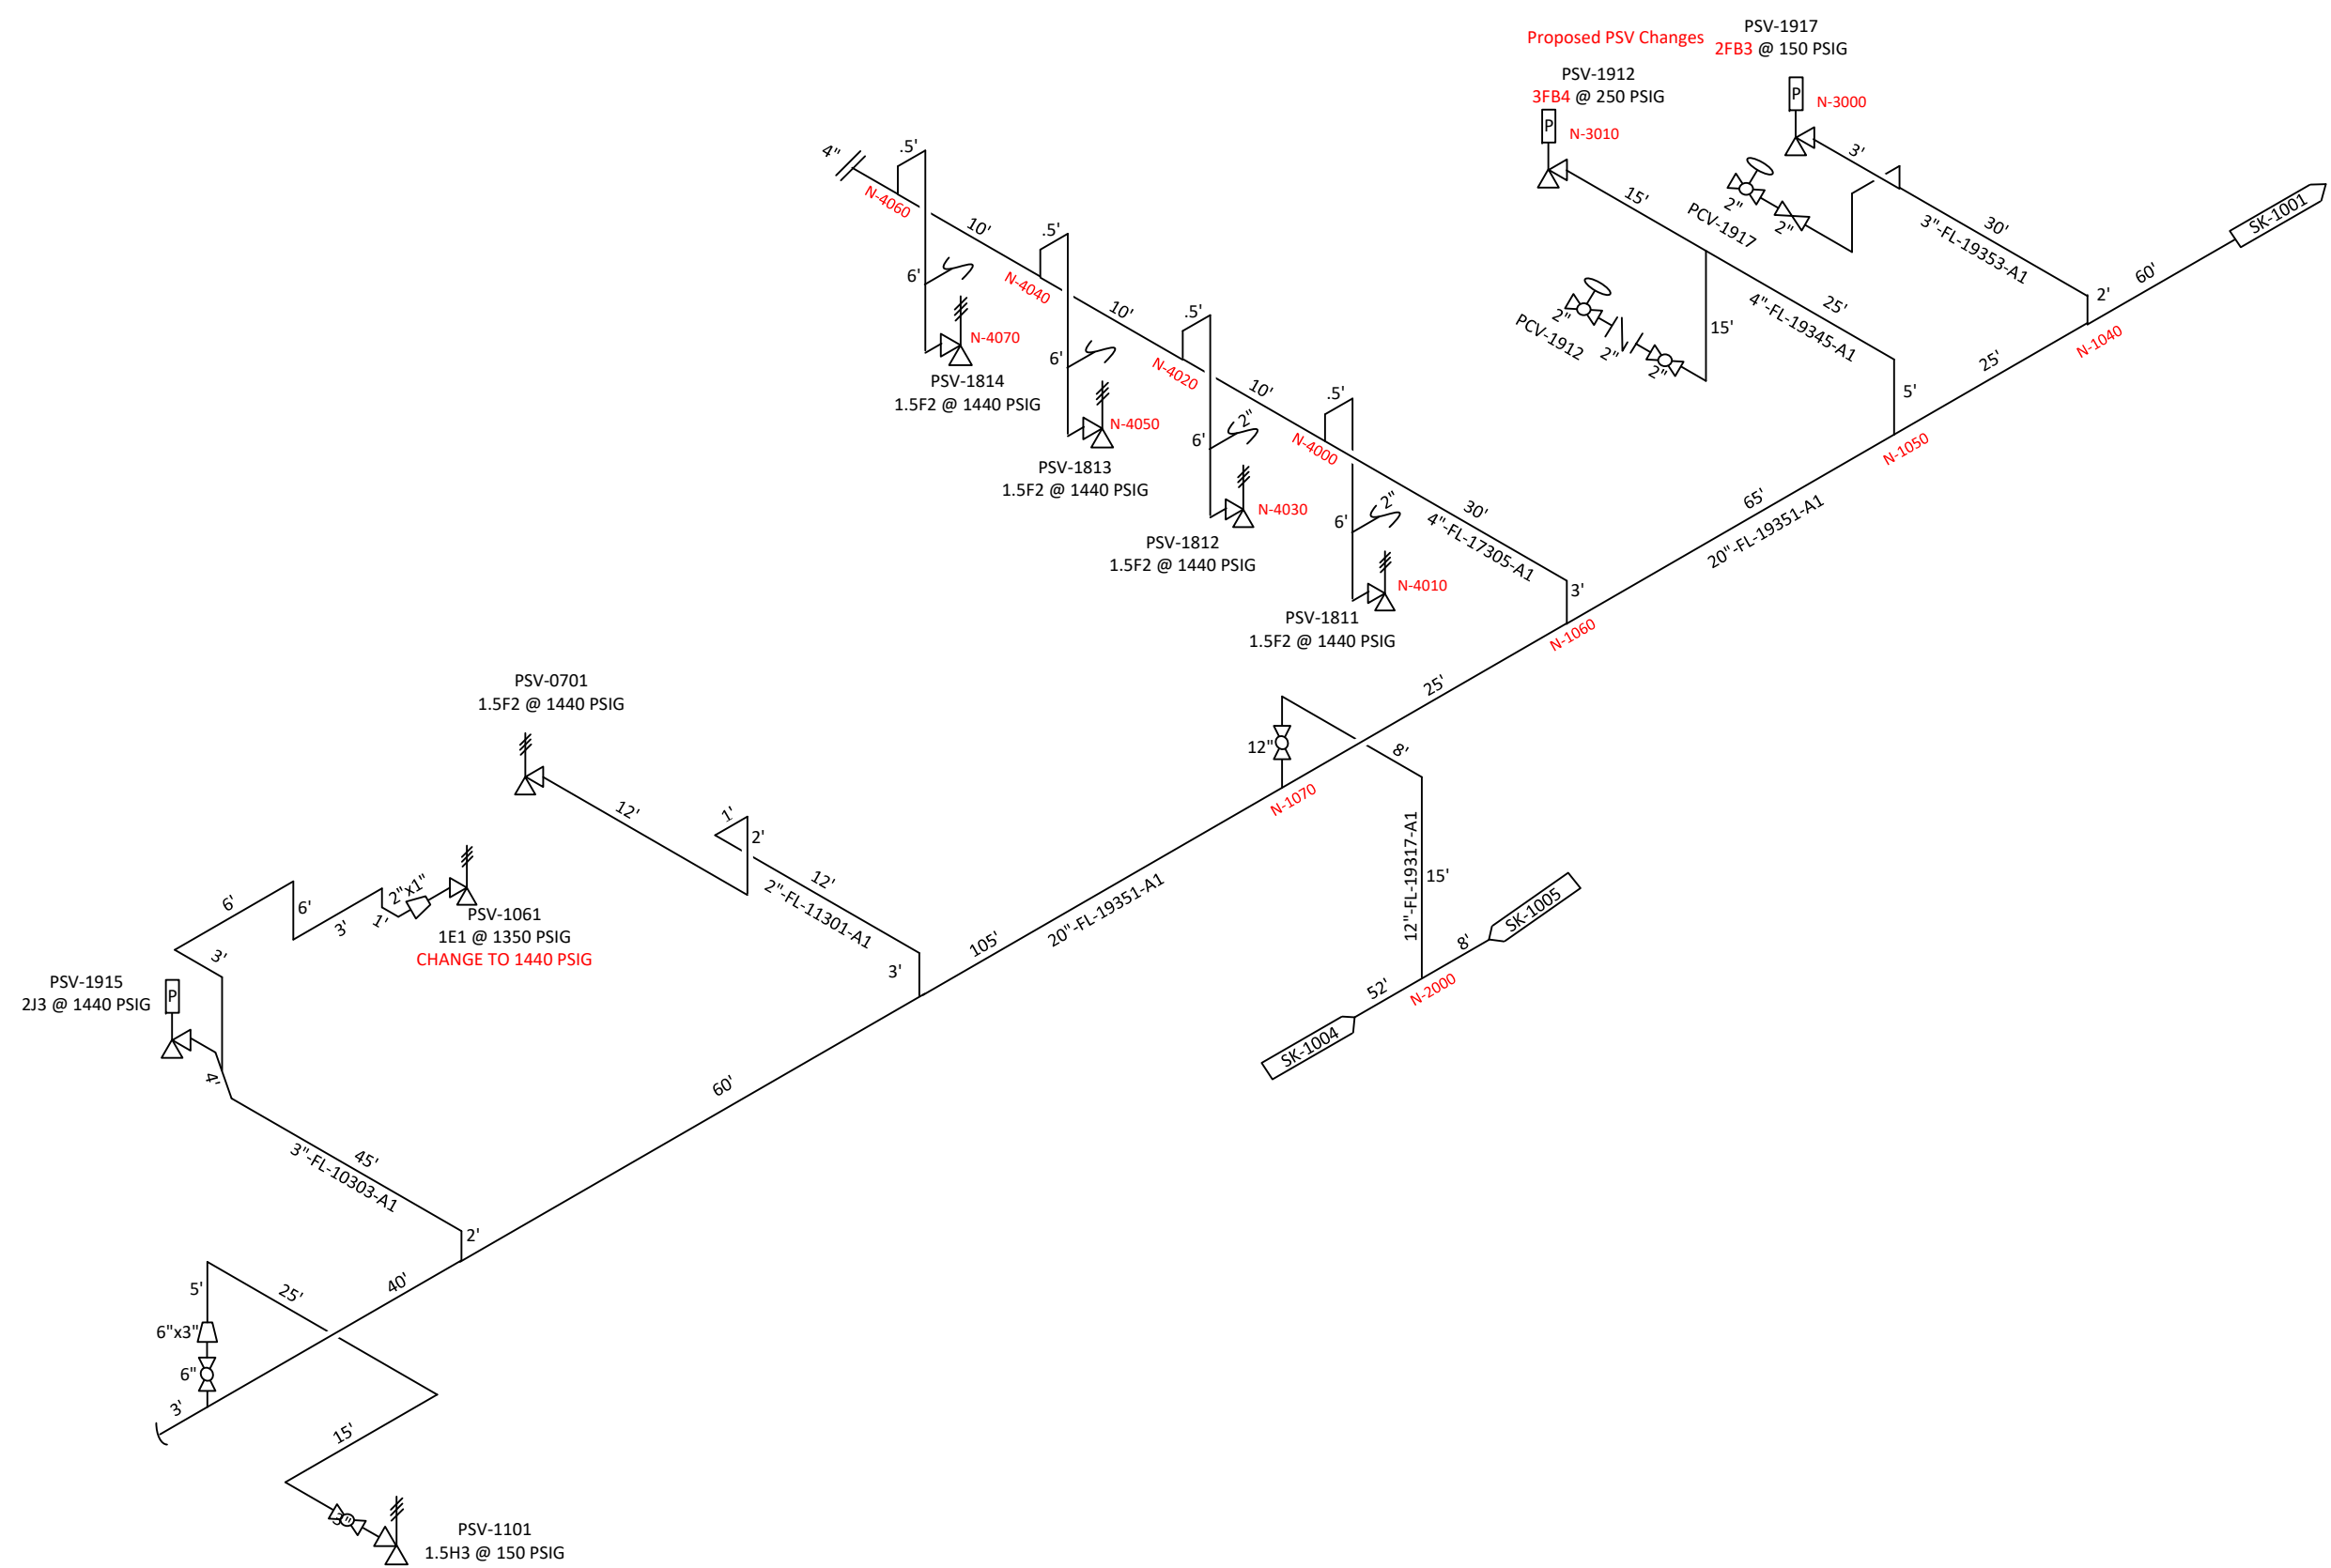 Proposed PSV Changes
PSV-1917
2FB3 @ 150 PSIG
PSV-1912
3FB4 @ 250 PSIG
P
N-3000
P
N-3010
3'
15'
2"
2"
PCV-1917
30'
3"-FL-19353-A1
SK-1001
60'
2'
N-1040
2"
PCV-1912
2"
2"
15'
25'
4"-FL-19345-A1
5'
25'
N-1050
4"
.5'
N-4060
10'
6'
N-4070
PSV-1814
1.5F2 @ 1440 PSIG
.5'
N-4040
10'
6'
N-4050
PSV-1813
1.5F2 @ 1440 PSIG
.5'
N-4020
10'
2"
6'
N-4030
PSV-1812
1.5F2 @ 1440 PSIG
.5'
N-4000
2"
6'
N-4010
PSV-1811
1.5F2 @ 1440 PSIG
30'
4"-FL-17305-A1
3'
N-1060
65'
20"-FL-19351-A1
25'
12"
8'
N-1070
12"-FL-19317-A1
15'
SK-1005
8'
N-2000
52'
SK-1004
PSV-0701
1.5F2 @ 1440 PSIG
12'
1'
2'
12'
2"-FL-11301-A1
3'
105'
20"-FL-19351-A1
6'
6'
3'
1'
2"x1"
PSV-1061
1E1 @ 1350 PSIG
CHANGE TO 1440 PSIG
3'
PSV-1915
2J3 @ 1440 PSIG
P
4'
45'
3"-FL-10303-A1
2'
60'
40'
5'
25'
6"x3"
6"
3'
15'
3"
PSV-1101
1.5H3 @ 150 PSIG